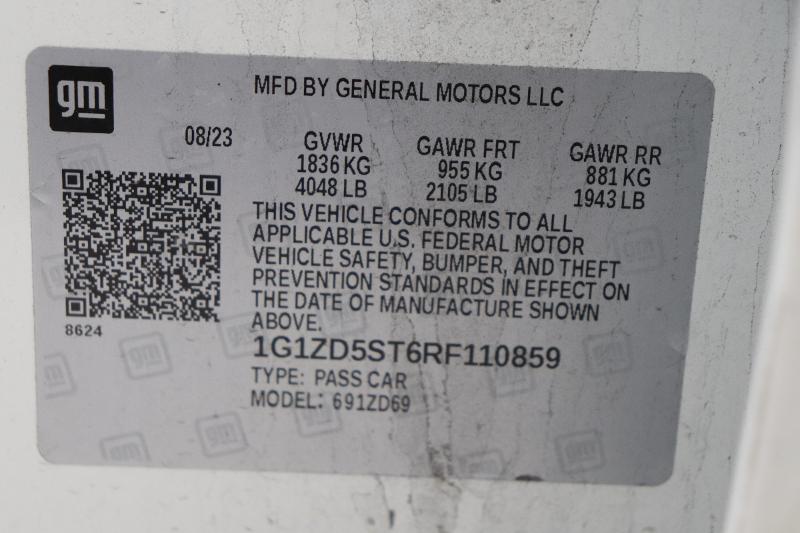 gm
MFD BY GENERAL MOTORS LLC
08/23
GVWR
1836 KG
4048 LB
GAWR FRT
955 KG
2105 LB
GAWR RR
881 KG
1943 LB
THIS VEHICLE CONFORMS TO ALL
APPLICABLE U.S. FEDERAL MOTOR
VEHICLE SAFETY, BUMPER, AND THEFT
PREVENTION STANDARDS IN EFFECT ON
THE DATE OF MANUFACTURE SHOWN
ABOVE.
8624
1G1ZD5ST6RF110859
TYPE: PASS CAR
MODEL: 691ZD69